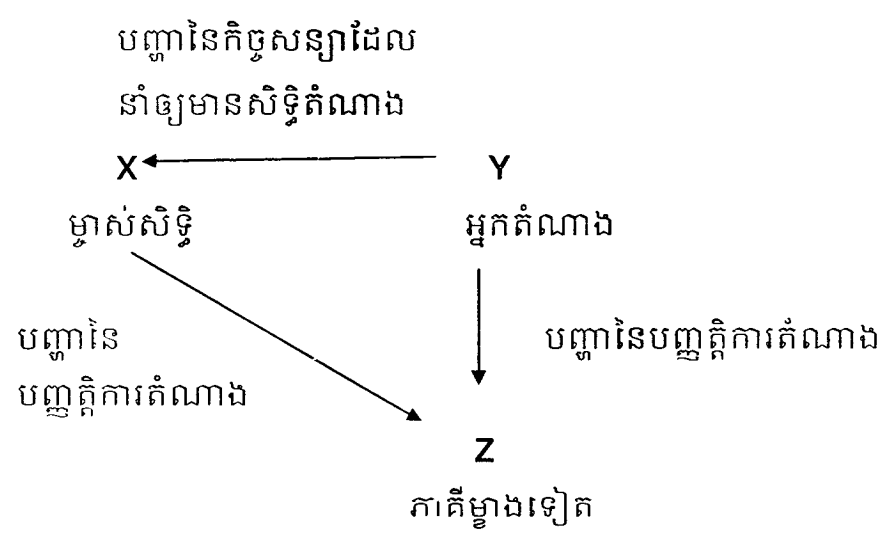 បញ្ហានៃកិច្ចសន្យាដែល
នាំឲ្យមានសិទ្ធិតំណាង
X Y
ម្ចាស់សិទ្ធិ អ្នកតំណាង
បញ្ហានៃ បញ្ហានៃបញ្ញត្តិការតំណាង
បញ្ញត្តិការតំណាង
Z
ភាគីម្ខាងទៀត